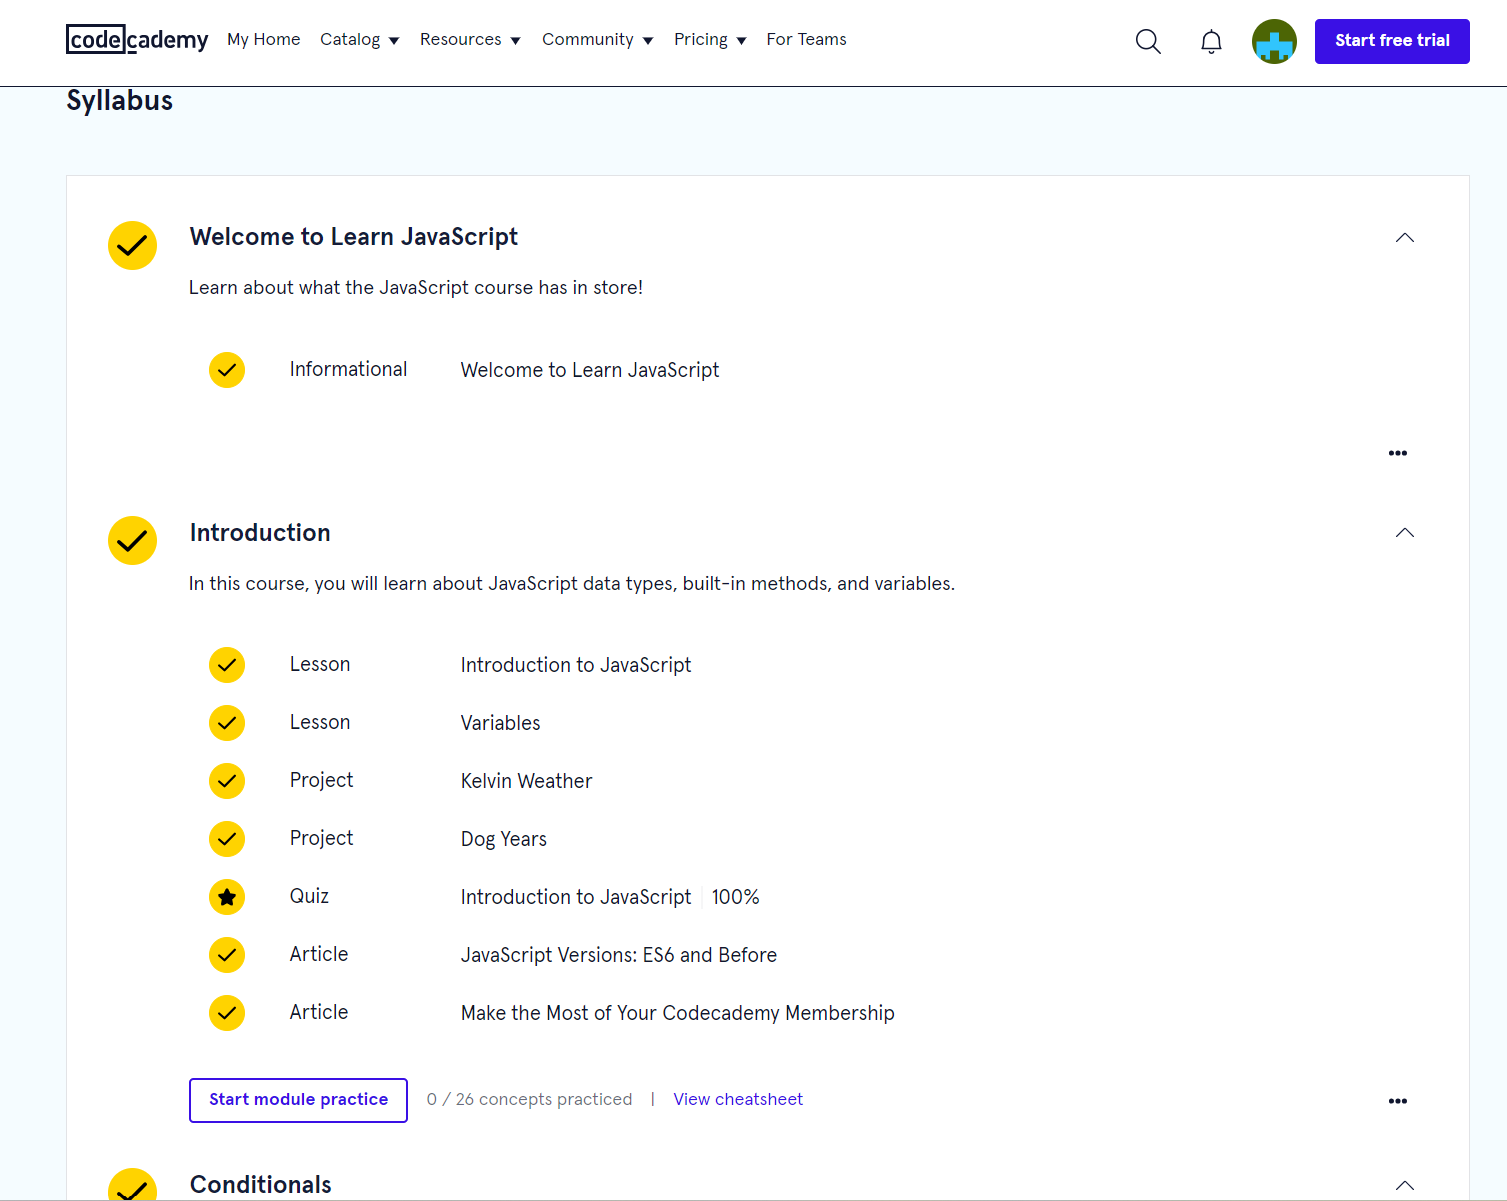 codecademy My Home Catalog Resources Community Pricing For Teams Start free trial
Syllabus
Welcome to Learn JavaScript
Learn about what the JavaScript course has in store!
Informational Welcome to Learn JavaScript
Introduction
In this course, you will learn about JavaScript data types, built-in methods, and variables.
Lesson Introduction to JavaScript
Lesson Variables
Project Kelvin Weather
Project Dog Years
Quiz Introduction to JavaScript 100%
Article JavaScript Versions: ES6 and Before
Article Make the Most of Your Codecademy Membership
Start module practice 0 / 26 concepts practiced | View cheatsheet
Conditionals